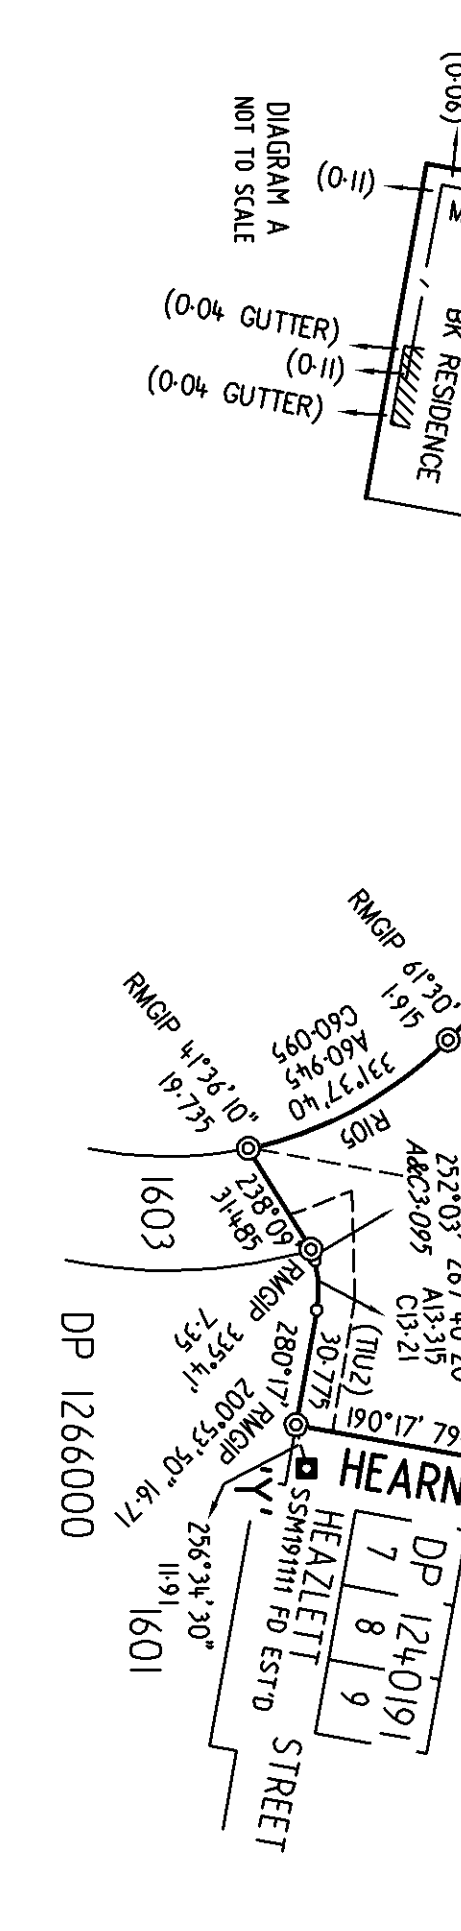 DIAGRAM A
NOT TO SCALE
(0·06)
(0·11)
(0·04 GUTTER)
(0·11)
(0·04 GUTTER)
BK RESIDENCE
RMGIP 61°30'
1·915
RMGIP 41°36'10"
19·735
C60·095
A60·945
331°37'40
R105
252°03'
A&C3·095
A13·315
C13·21
238°09'
31·485
1603
RMGIP
335°41'
7·35
(TIU2)
30·775
280°17'
190°17' 79
RMGIP
200°53'50" 16·71
DP 1266000
'Y'
256°34'30"
11·91
1601
SSM191111 FD EST'D
HEARN
HEAZLETT
STREET
DP 1240191
7
8
9